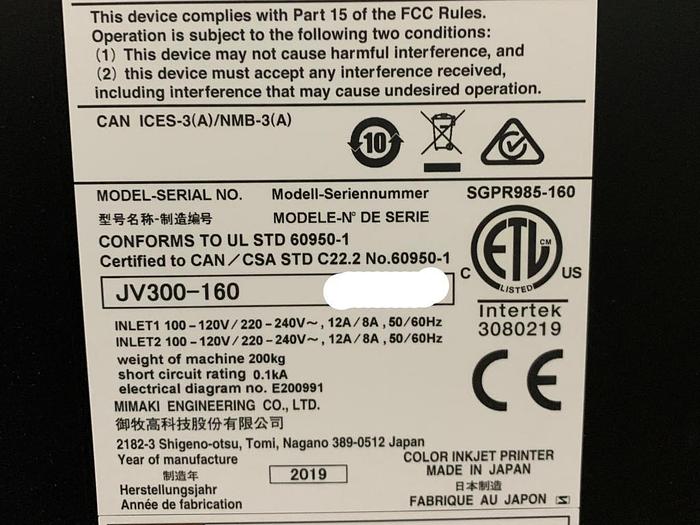 This device complies with Part 15 of the FCC Rules.
Operation is subject to the following two conditions:
(1) This device may not cause harmful interference, and
(2) this device must accept any interference received,
including interference that may cause undesired operation.
CAN ICES-3(A)/NMB-3(A)
10
MODEL-SERIAL NO. Modell-Seriennummer SGPR985-160
型号名称-制造编号 MODELE-N° DE SERIE
CONFORMS TO UL STD 60950-1
Certified to CAN/CSA STD C22.2 No.60950-1
C ETL CM US
LISTED
JV300-160
Intertek
3080219
INLET1 100-120V/220-240V~, 12A/8A, 50/60Hz
INLET2 100-120V/220-240V~, 12A/8A, 50/60Hz
weight of machine 200kg
short circuit rating 0.1kA
electrical diagram no. E200991
CE
MIMAKI ENGINEERING CO., LTD.
御牧高科技股份有限公司
2182-3 Shigeno-otsu, Tomi, Nagano 389-0512 Japan
Year of manufacture
制造年
Herstellungsjahr
Année de fabrication
2019
COLOR INKJET PRINTER
MADE IN JAPAN
日本制造
FABRIQUE AU JAPON